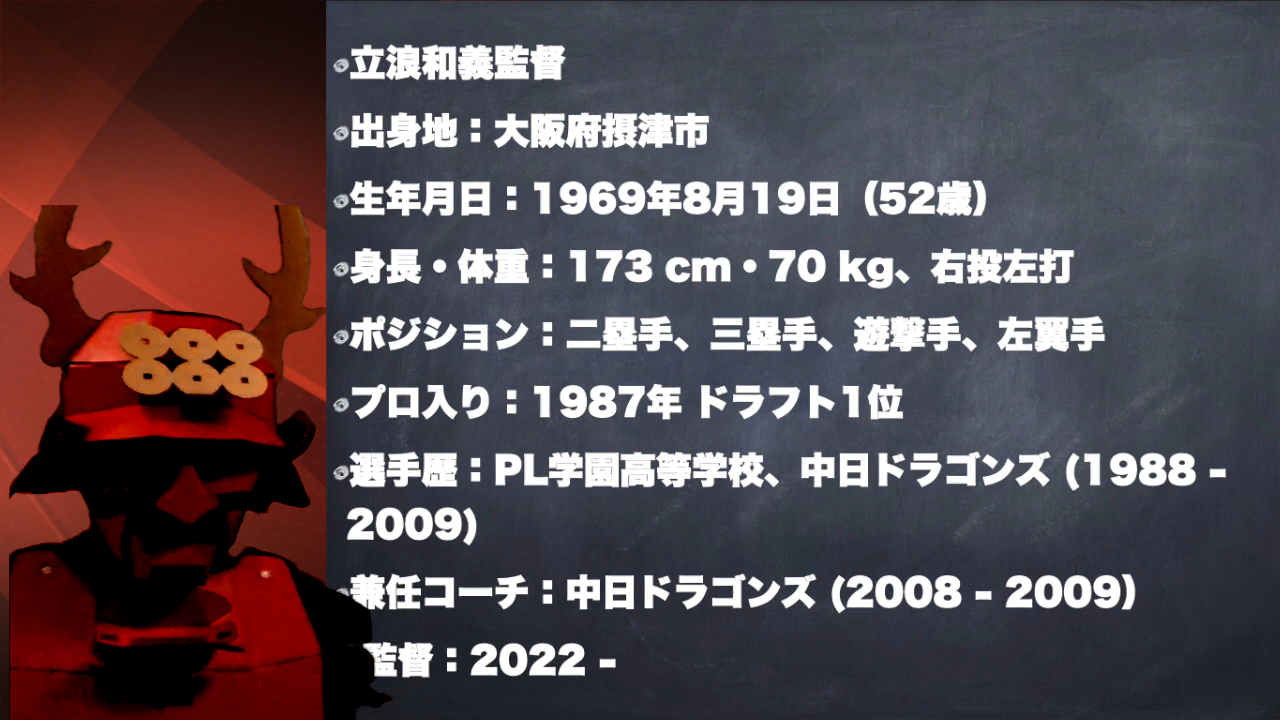 立浪和義監督
出身地：大阪府摂津市
生年月日：1969年8月19日（52歳）
身長・体重：173 cm・70 kg、右投左打
ポジション：二塁手、三塁手、遊撃手、左翼手
プロ入り：1987年 ドラフト1位
選手歴：PL学園高等学校、中日ドラゴンズ (1988 -
2009)
兼任コーチ：中日ドラゴンズ (2008 - 2009）
監督：2022 -